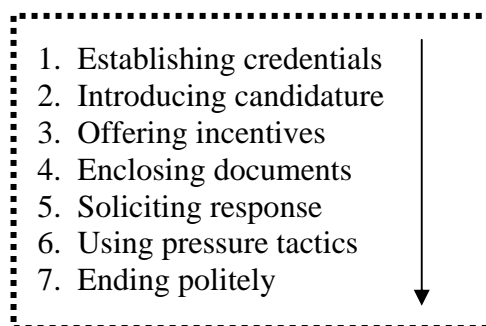 1. Establishing credentials
2. Introducing candidature
3. Offering incentives
4. Enclosing documents
5. Soliciting response
6. Using pressure tactics
7. Ending politely